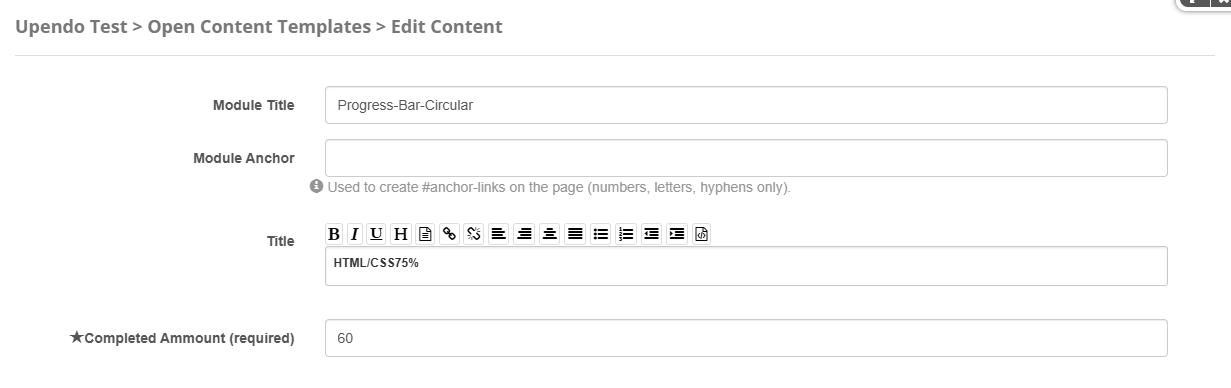 Upendo Test > Open Content Templates > Edit Content
Module Title
Progress-Bar-Circular
Module Anchor
Used to create #anchor-links on the page (numbers, letters, hyphens only).
Title
B I U H
HTML/CSS75%
★Completed Ammount (required)
60